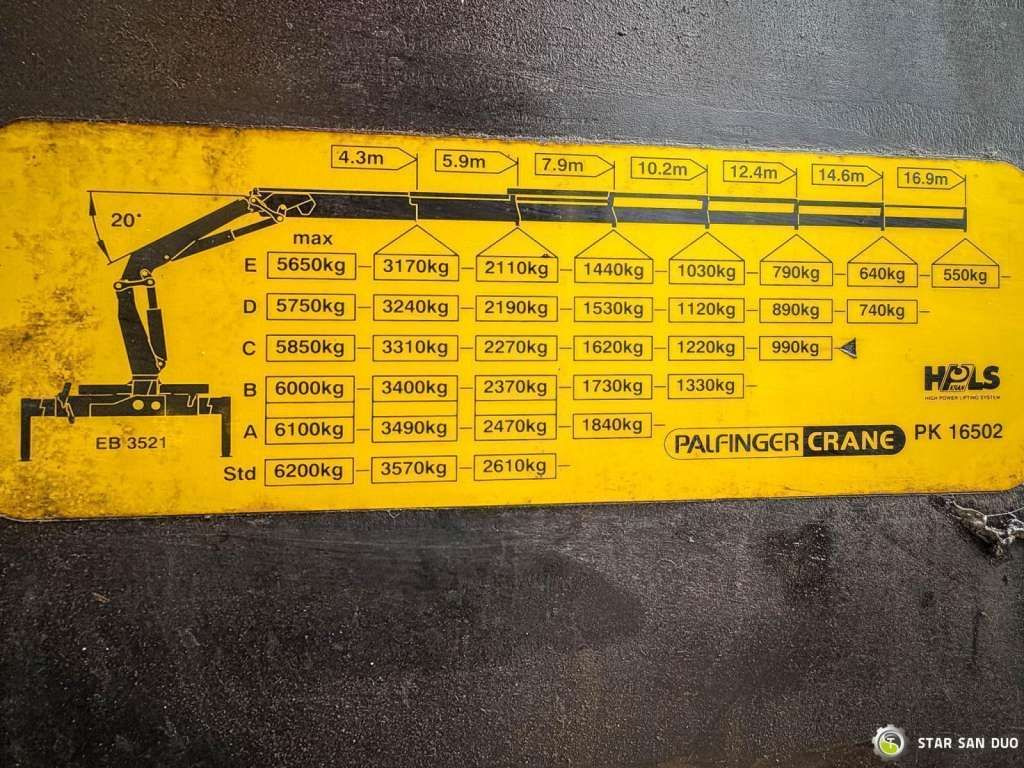 4.3m 5.9m 7.9m 10.2m 12.4m 14.6m 16.9m
20°
max
E 5650kg 3170kg 2110kg 1440kg 1030kg 790kg 640kg 550kg
D 5750kg 3240kg 2190kg 1530kg 1120kg 890kg 740kg
C 5850kg 3310kg 2270kg 1620kg 1220kg 990kg
B 6000kg 3400kg 2370kg 1730kg 1330kg
A 6100kg 3490kg 2470kg 1840kg
Std 6200kg 3570kg 2610kg
EB 3521
HPLS
KRAN
HIGH POWER LIFTING SYSTEM
PALFINGER CRANE PK 16502
STAR SAN DUO